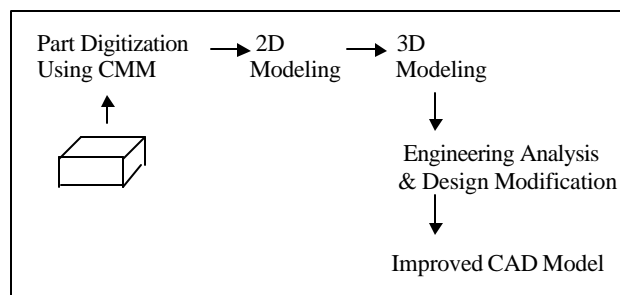 Part Digitization
Using CMM
2D
Modeling
3D
Modeling
Engineering Analysis
& Design Modification
Improved CAD Model